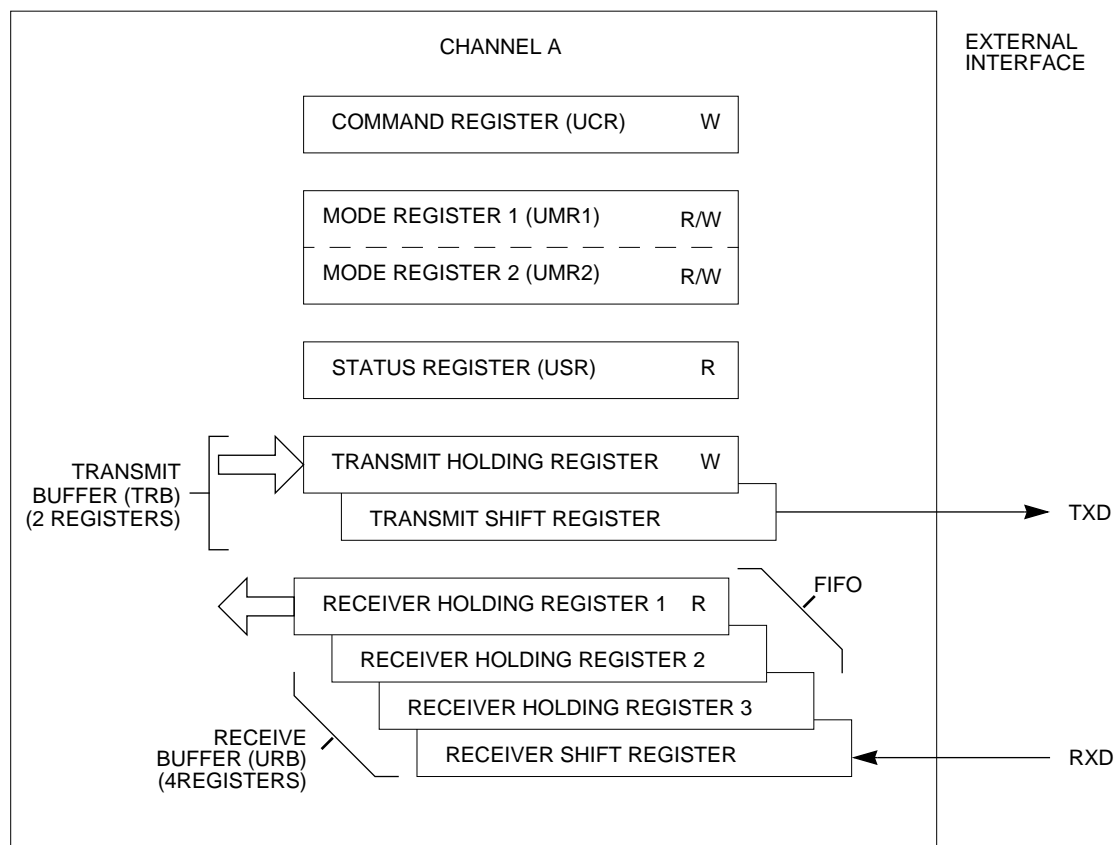 CHANNEL A
EXTERNAL
INTERFACE
COMMAND REGISTER (UCR) W
MODE REGISTER 1 (UMR1) R/W
MODE REGISTER 2 (UMR2) R/W
STATUS REGISTER (USR) R
TRANSMIT
BUFFER (TRB)
(2 REGISTERS)
TRANSMIT HOLDING REGISTER W
TRANSMIT SHIFT REGISTER
TXD
RECEIVER HOLDING REGISTER 1 R
FIFO
RECEIVER HOLDING REGISTER 2
RECEIVER HOLDING REGISTER 3
RECEIVER SHIFT REGISTER
RECEIVE
BUFFER (URB)
(4REGISTERS)
RXD